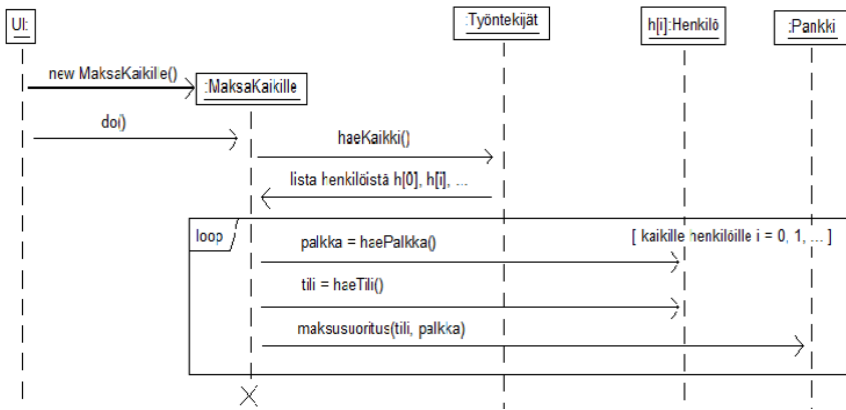 UI:
:Työntekijät
h[i]:Henkilö
:Pankki
new MaksaKaikille()
:MaksaKaikille
do()
haeKaikki()
lista henkilöistä h[0], h[i], ...
loop
[ kaikille henkilöille i = 0, 1, ... ]
palkka = haePalkka()
tili = haeTili()
maksusuoritus(tili, palkka)